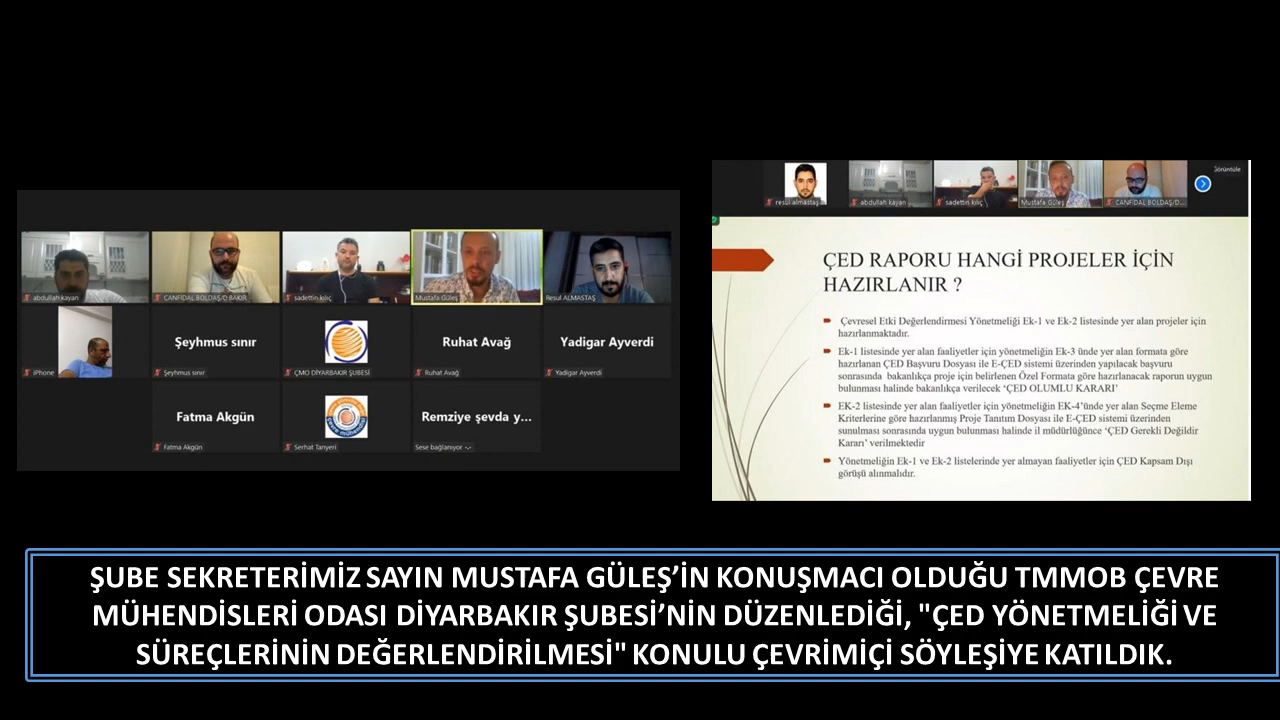 abdullah kayan
CANFİDAL BOLDAŞ/D.BAKIR
sadettin kılıç
Mustafa Güleş
Resul ALMASTAŞ
iPhone
Şeyhmus sınır
Şeyhmus sınır
ÇMO DİYARBAKIR ŞUBESİ
Ruhat Avağ
Ruhat Avağ
Yadigar Ayverdi
Yadigar Ayverdi
Fatma Akgün
Fatma Akgün
Serhat Tanyeri
Remziye şevda y...
Sese bağlanıyor
resul almastaş
abdullah kayan
sadettin kılıç
Mustafa Güleş
CANFİDAL BOLDAŞ/D...
Görüntüle
ÇED RAPORU HANGİ PROJELER İÇİN
HAZIRLANIR ?
Çevresel Etki Değerlendirmesi Yönetmeliği Ek-1 ve Ek-2 listesinde yer alan projeler için
hazırlanmaktadır.
Ek-1 listesinde yer alan faaliyetler için yönetmeliğin Ek-3 ünde yer alan formata göre
hazırlanan ÇED Başvuru Dosyası ile E-ÇED sistemi üzerinden yapılacak başvuru
sonrasında bakanlıkça proje için belirlenen Özel Formata göre hazırlanacak raporun uygun
bulunması halinde bakanlıkça verilecek ‘ÇED OLUMLU KARARI’
EK-2 listesinde yer alan faaliyetler için yönetmeliğin EK-4’ünde yer alan Seçme Eleme
Kriterlerine göre hazırlanmış Proje Tanıtım Dosyası ile E-ÇED sistemi üzerinden
sunulması sonrasında uygun bulunması halinde il müdürlüğünce ‘ÇED Gerekli Değildir
Kararı’ verilmektedir
Yönetmeliğin Ek-1 ve Ek-2 listelerinde yer almayan faaliyetler için ÇED Kapsam Dışı
görüşü alınmalıdır.
ŞUBE SEKRETERİMİZ SAYIN MUSTAFA GÜLEŞ’İN KONUŞMACI OLDUĞU TMMOB ÇEVRE
MÜHENDİSLERİ ODASI DİYARBAKIR ŞUBESİ’NİN DÜZENLEDİĞİ, "ÇED YÖNETMELİĞİ VE
SÜREÇLERİNİN DEĞERLENDİRİLMESİ" KONULU ÇEVRİMİÇİ SÖYLEŞİYE KATILDIK.